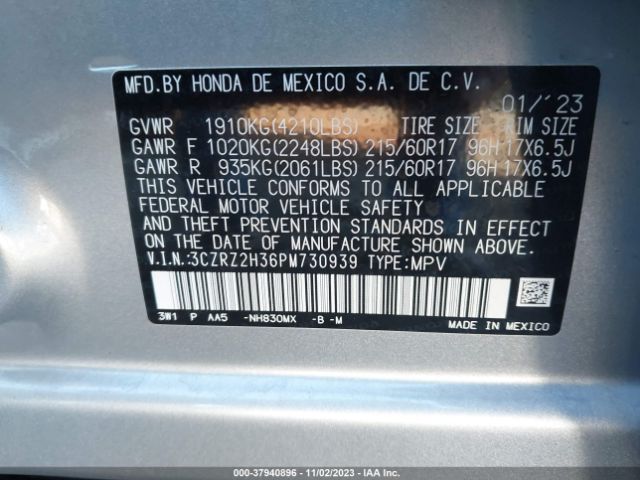 MFD.BY HONDA DE MEXICO S.A. DE C.V.
01/'23
GVWR 1910KG(4210LBS) TIRE SIZE RIM SIZE
GAWR F 1020KG(2248LBS) 215/60R17 96H 17X6.5J
GAWR R 935KG(2061LBS) 215/60R17 96H 17X6.5J
THIS VEHICLE CONFORMS TO ALL APPLICABLE
FEDERAL MOTOR VEHICLE SAFETY
AND THEFT PREVENTION STANDARDS IN EFFECT
ON THE DATE OF MANUFACTURE SHOWN ABOVE.
V.I.N.:3CZRZ2H36PM730939 TYPE:MPV
3W1 P AA5 -NH830MX -B -M
MADE IN MEXICO
000-37940896 - 11/02/2023 - IAA Inc.